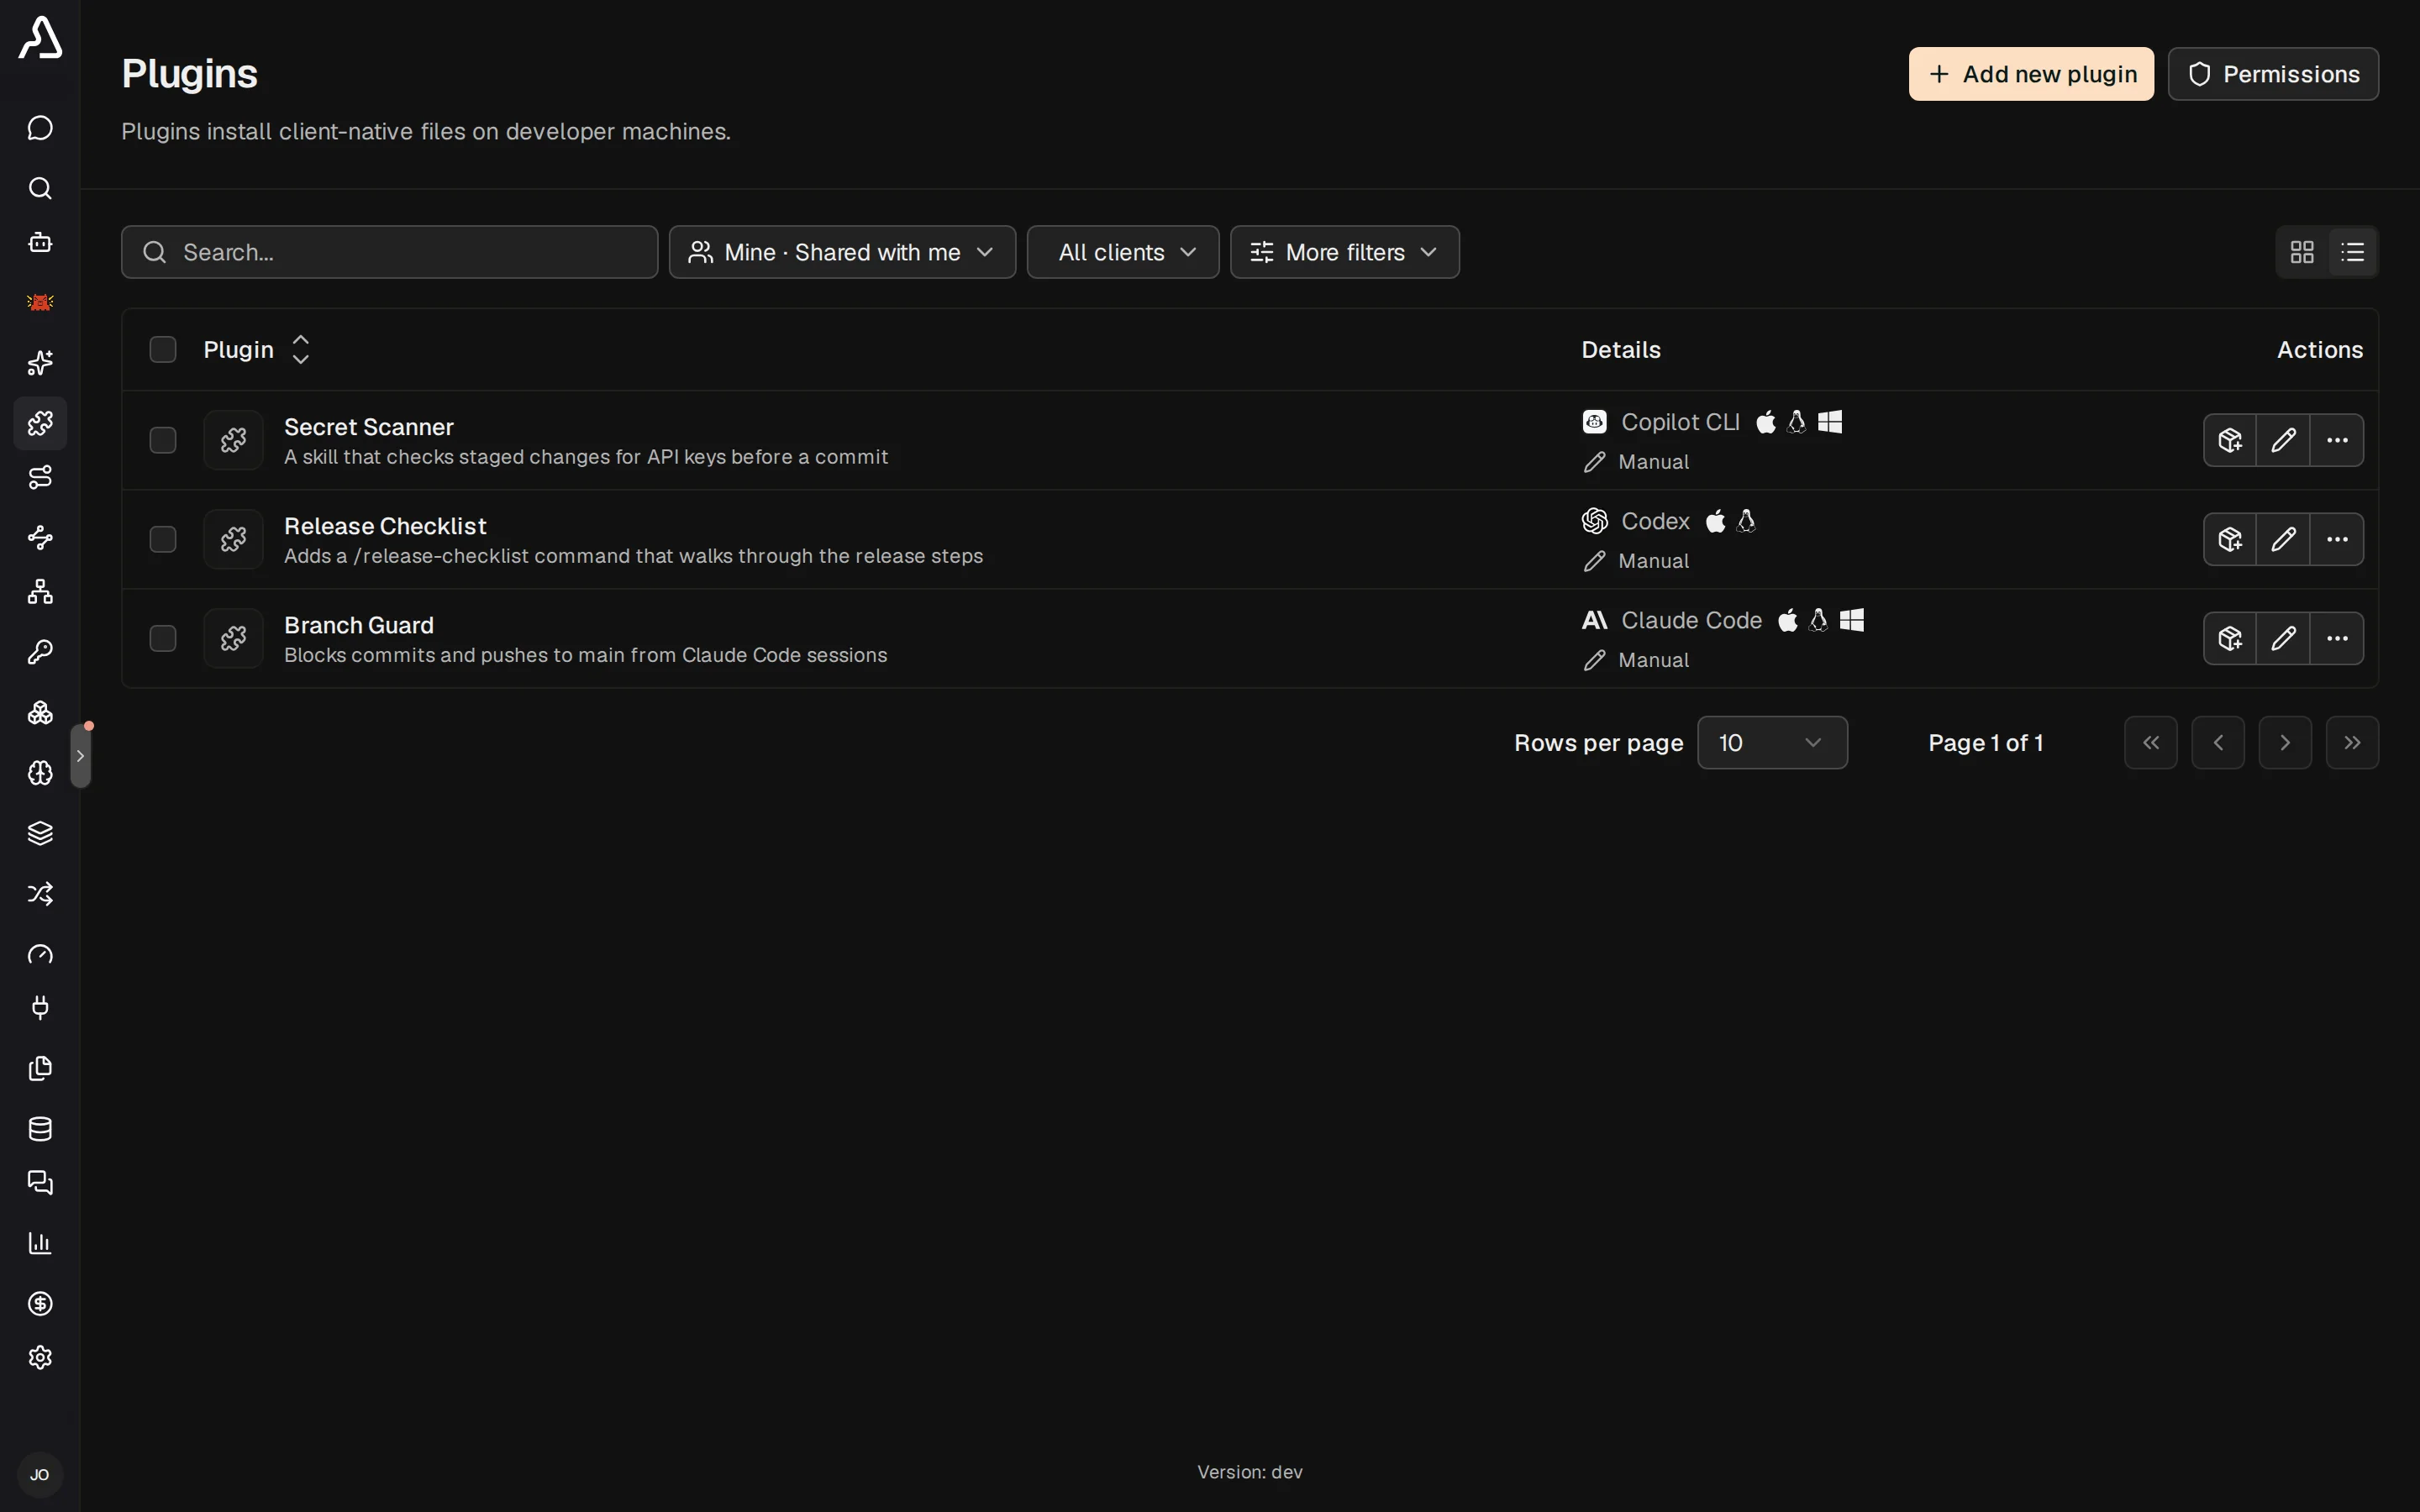 Plugins
Add new plugin
Permissions
Plugins install client-native files on developer machines.
Search...
Mine · Shared with me
All clients
More filters
Plugin
Details
Actions
Secret Scanner
A skill that checks staged changes for API keys before a commit
Copilot CLI
Manual
Release Checklist
Adds a /release-checklist command that walks through the release steps
Codex
Manual
Branch Guard
Blocks commits and pushes to main from Claude Code sessions
Claude Code
Manual
Rows per page
10
Page 1 of 1
JO
Version: dev